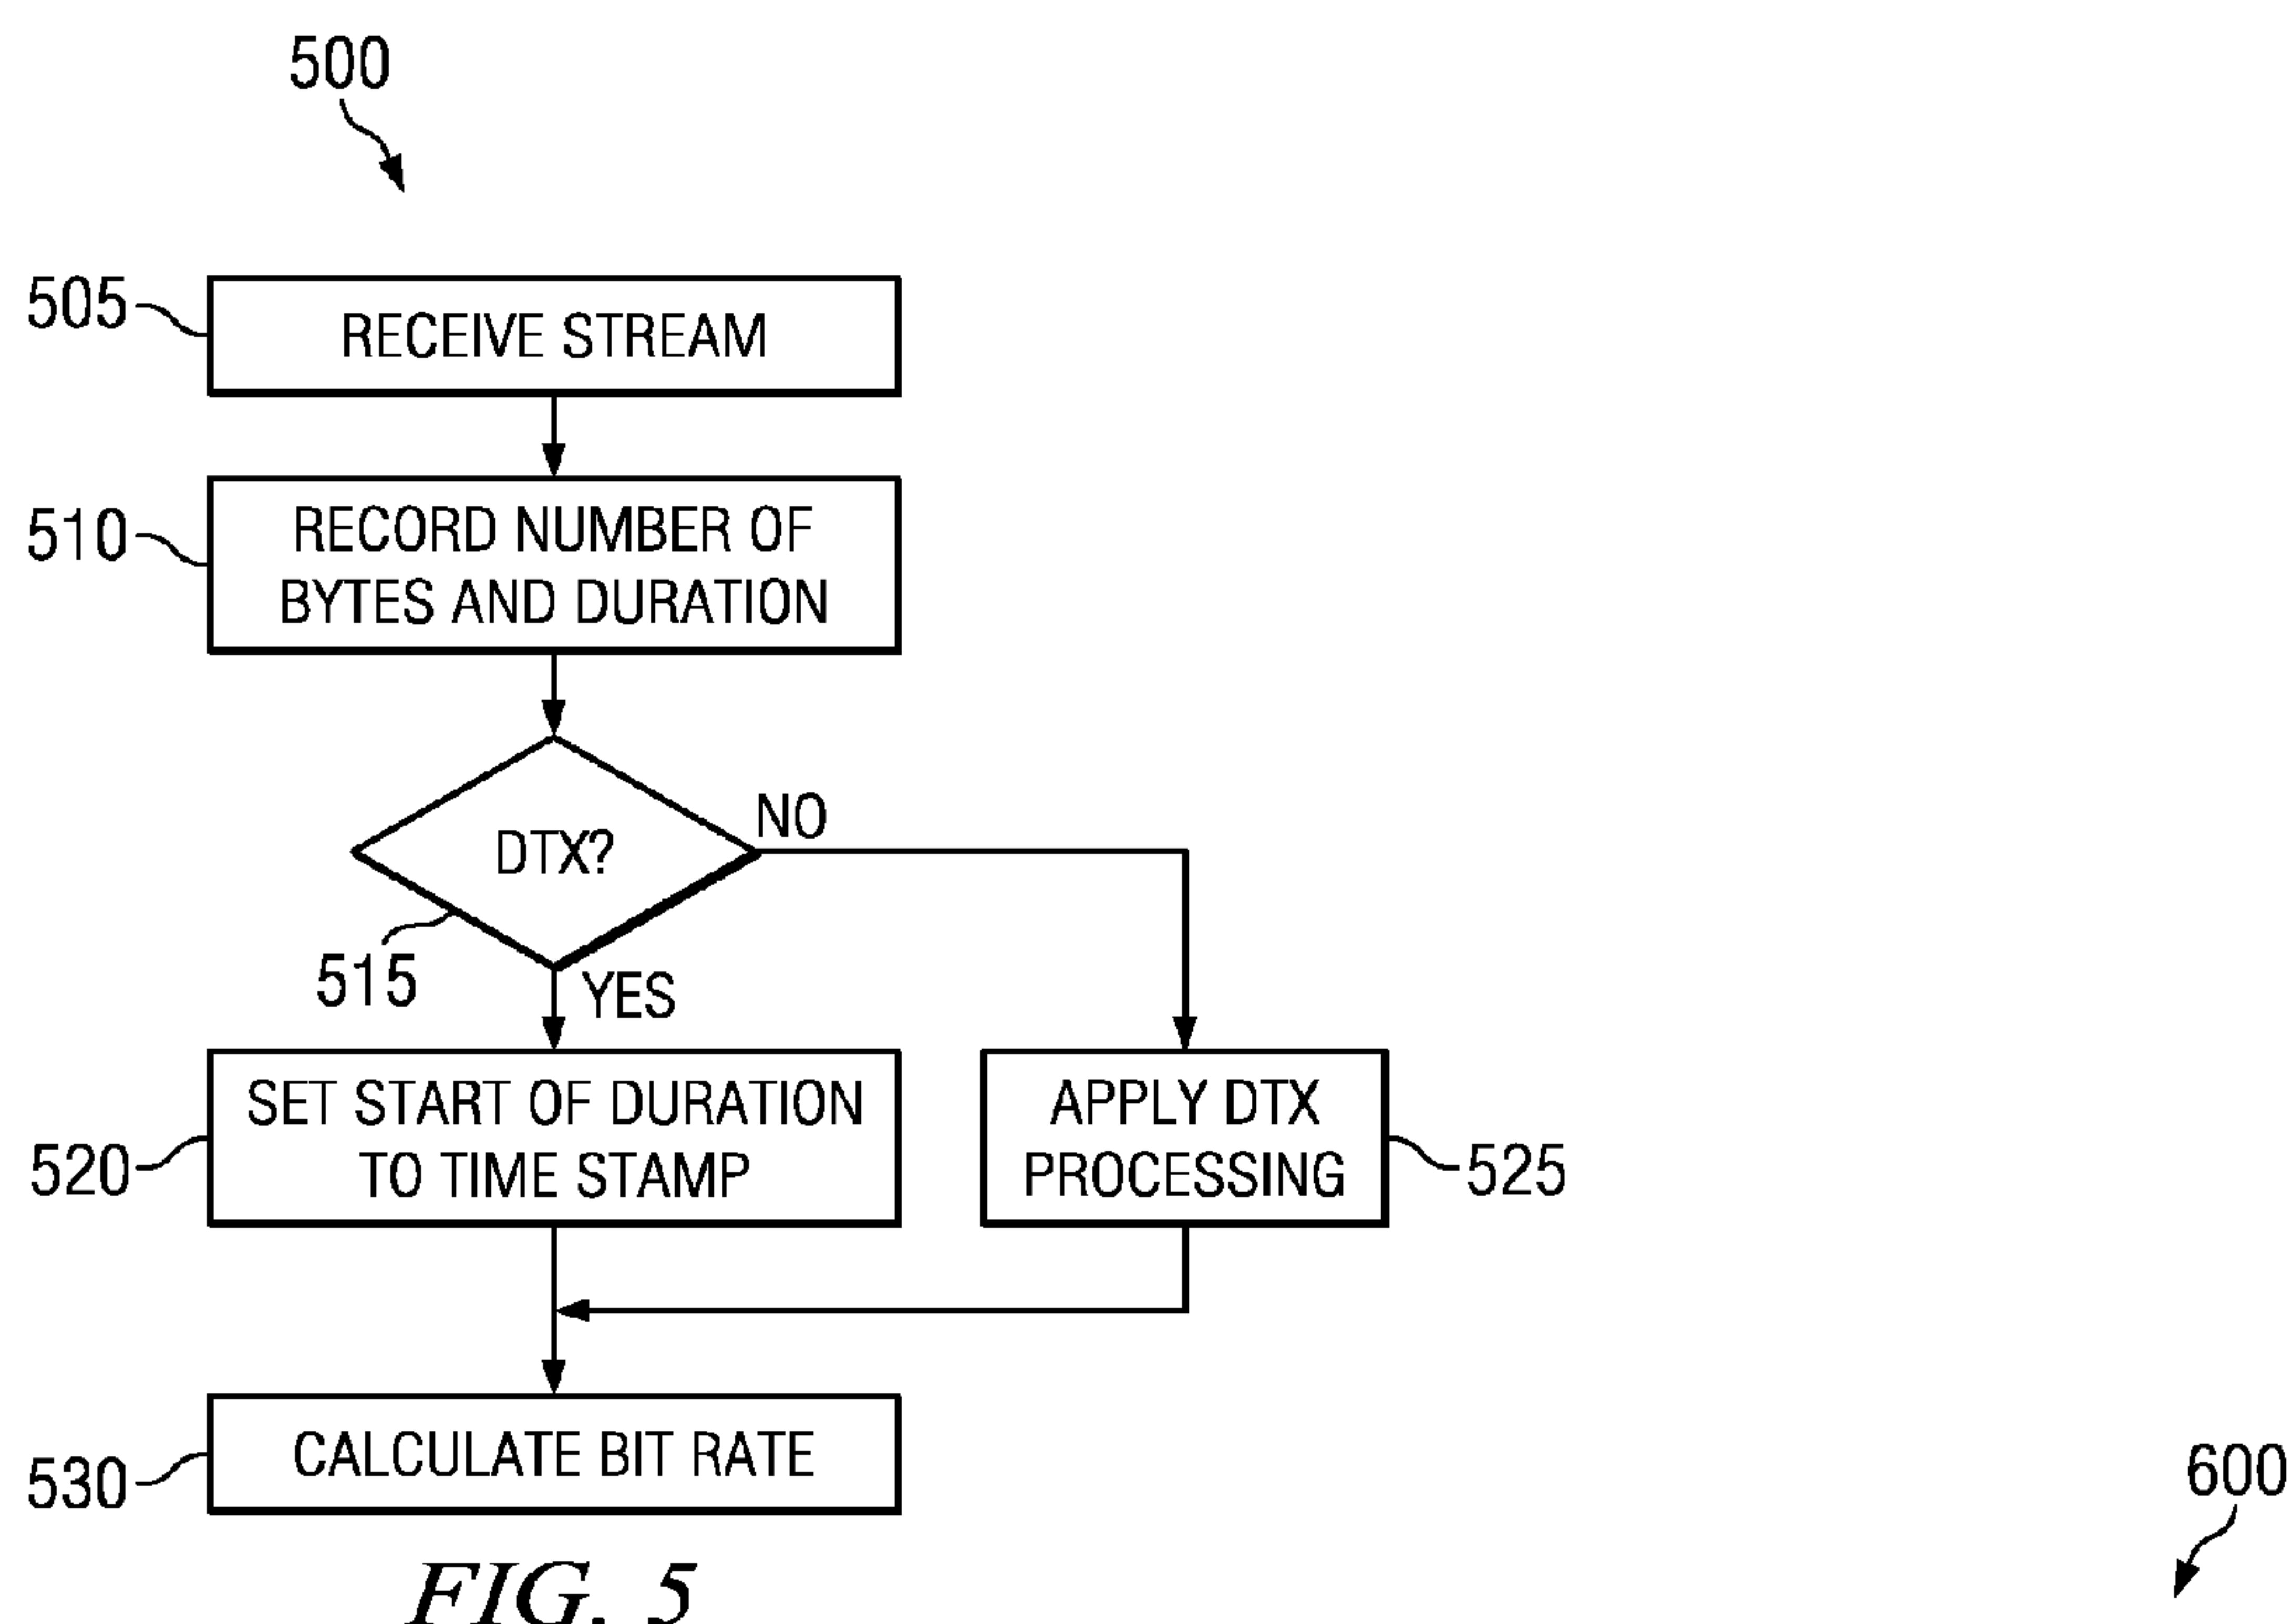 500
505
RECEIVE STREAM
510
RECORD NUMBER OF
BYTES AND DURATION
DTX?
NO
515
YES
520
SET START OF DURATION
TO TIME STAMP
APPLY DTX
PROCESSING
525
530
CALCULATE BIT RATE
600
FIG. 5